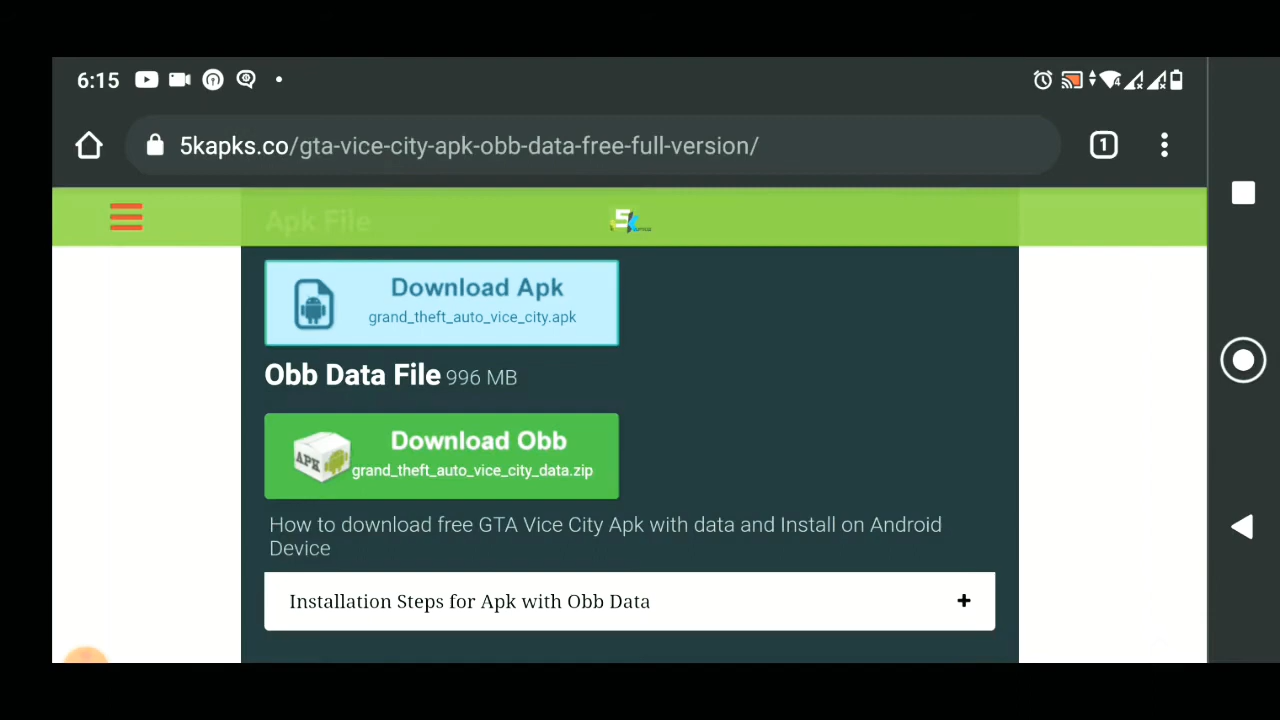 6:15
5kapks.co/gta-vice-city-apk-obb-data-free-full-version/
1
Apk File
5K
Download Apk
grand_theft_auto_vice_city.apk
Obb Data File 996 MB
Download Obb
APK
grand_theft_auto_vice_city_data.zip
How to download free GTA Vice City Apk with data and Install on Android
Device
Installation Steps for Apk with Obb Data +